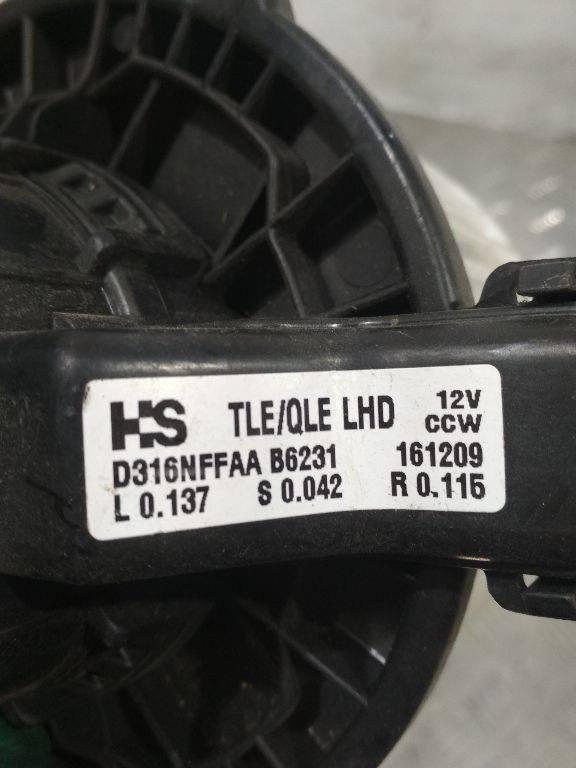 HS TLE/QLE LHD 12V CCW
D316NFFAA B6231 161209
L 0.137 S 0.042 R 0.115